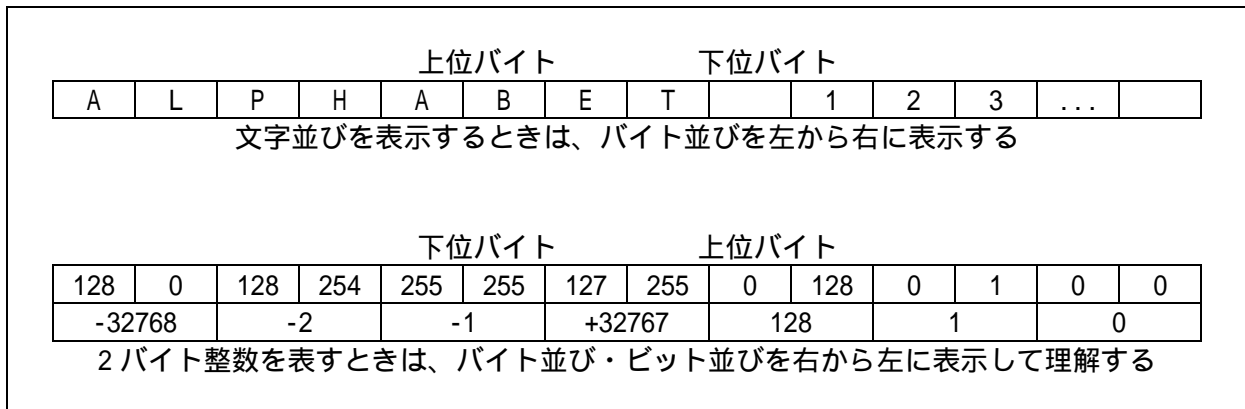 上位バイト 下位バイト
A L P H A B E T 1 2 3 ...
文字並びを表示するときは、バイト並びを左から右に表示する
下位バイト 上位バイト
128 0 128 254 255 255 127 255 0 128 0 1 0 0
-32768 -2 -1 +32767 128 1 0
2バイト整数を表すときは、バイト並び・ビット並びを右から左に表示して理解する